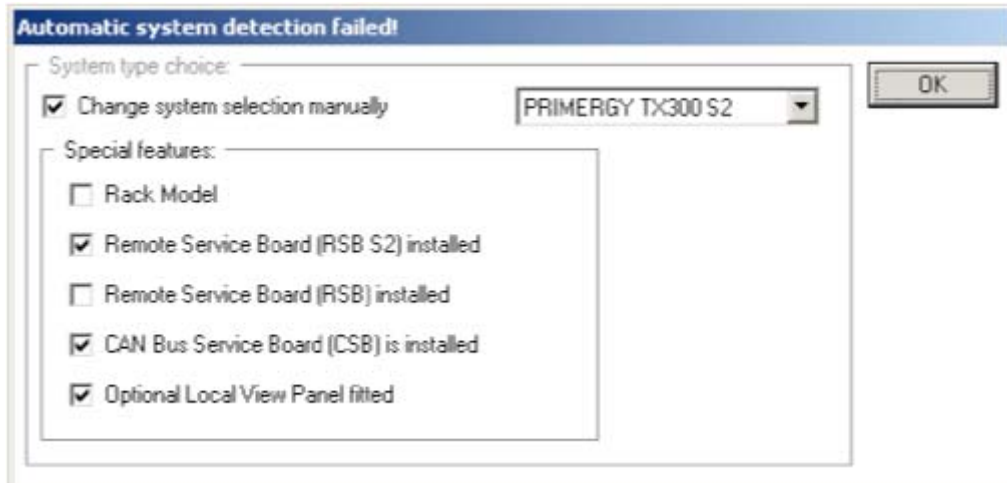 Automatic system detection failed!
System type choice:
Change system selection manually
PRIMERGY TX300 S2
OK
Special features:
Rack Model
Remote Service Board (RSB S2) installed
Remote Service Board (RSB) installed
CAN Bus Service Board (CSB) is installed
Optional Local View Panel fitted